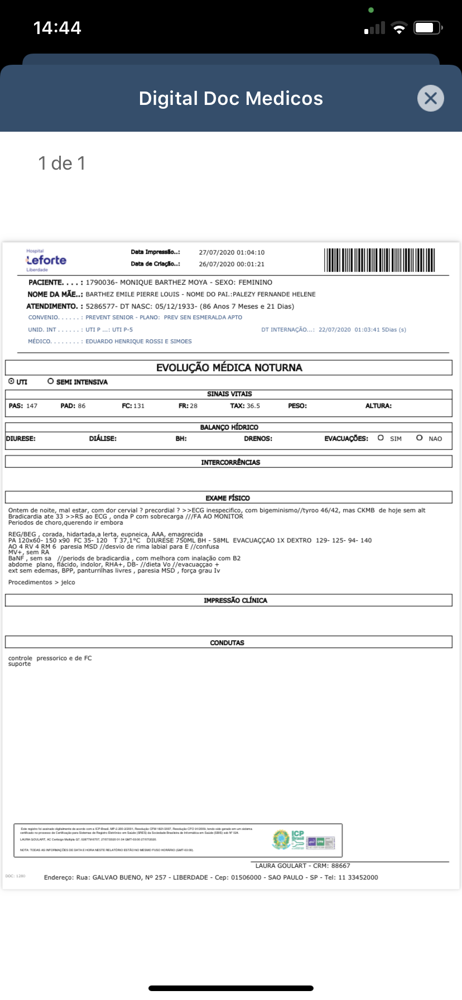 14:44
Digital Doc Medicos
1 de 1
Hospital
Leforte
Liberdade
Data Impressão..: 27/07/2020 01:04:10
Data de Criação..: 26/07/2020 00:01:21
PACIENTE. . . . : 1790036- MONIQUE BARTHEZ MOYA - SEXO: FEMININO
NOME DA MÃE..: BARTHEZ EMILE PIERRE LOUIS - NOME DO PAI.:PALEZY FERNANDE HELENE
ATENDIMENTO. : 5286577- DT NASC: 05/12/1933- (86 Anos 7 Meses e 21 Dias)
CONVENIO. . . . . . : PREVENT SENIOR - PLANO: PREV SEN ESMERALDA APTO
UNID. INT . . . . . . : UTI P ...: UTI P-5 DT INTERNAÇÃO...: 22/07/2020 01:03:41 5Dias (s)
MÉDICO. . . . . . . . : EDUARDO HENRIQUE ROSSI E SIMOES
EVOLUÇÃO MÉDICA NOTURNA
UTI SEMI INTENSIVA
SINAIS VITAIS
PAS: 147 PAD: 86 FC: 131 FR: 28 TAX: 36.5 PESO: ALTURA:
BALANÇO HÍDRICO
DIURESE: DIÁLISE: BH: DRENOS: EVACUAÇÕES: SIM NAO
INTERCORRÊNCIAS
EXAME FÍSICO
Ontem de noite, mal estar, com dor cervial ? precordial ? >>ECG inespecifico, com bigeminismo//tyroo 46/42, mas CKMB de hoje sem alt
Bradicardia ate 33 >>RS ao ECG , onda P com sobrecarga ///FA AO MONITOR
Periodos de choro,querendo ir embora
REG/BEG , corada, hidartada,a lerta, eupneica, AAA, emagrecida
PA 120x60- 150 x90 FC 35- 120 T 37,1°C DIURESE 750ML BH - 58ML EVACUAÇÇAO 1X DEXTRO 129- 125- 94- 140
AO 4 RV 4 RM 6 paresia MSD //desvio de rima labial para E //confusa
MV+, sem RA
BaNF , sem sa //periods de bradicardia , com melhora com inalação com B2
abdome plano, flácido, indolor, RHA+, DB- //dieta Vo //evacuaççao +
ext sem edemas, BPP, panturrilhas livres , paresia MSD , força grau Iv
Procedimentos > jelco
IMPRESSÃO CLÍNICA
CONDUTAS
controle pressorico e de FC
suporte
Este registro foi assinado digitalmente de acordo com a ICP-Brasil, MP-2.200-2/2001, Resolução CFM 1821/2007, Resolução CFO 91/2009, tendo sido gerado em um sistema
certificado no processo de Certificação para Sistemas de Registro Eletrônico em Saúde (SRES) da Sociedade Brasileira de Informática em Saúde (SBIS) sob Nº 024.
LAURA GOULART, AC Certisign Multipla G7, 02877916707, 27/07/2020 01:04 GMT-03:00 27/07/2020.
NOTA: TODAS AS INFORMAÇÕES DE DATA E HORA NESTE RELATÓRIO ESTÃO NO MESMO FUSO HORÁRIO (GMT-03:00).
ICP
Brasil
LAURA GOULART - CRM: 88667
DOC: 1280
Endereço: Rua: GALVAO BUENO, Nº 257 - LIBERDADE - Cep: 01506000 - SAO PAULO - SP - Tel: 11 33452000